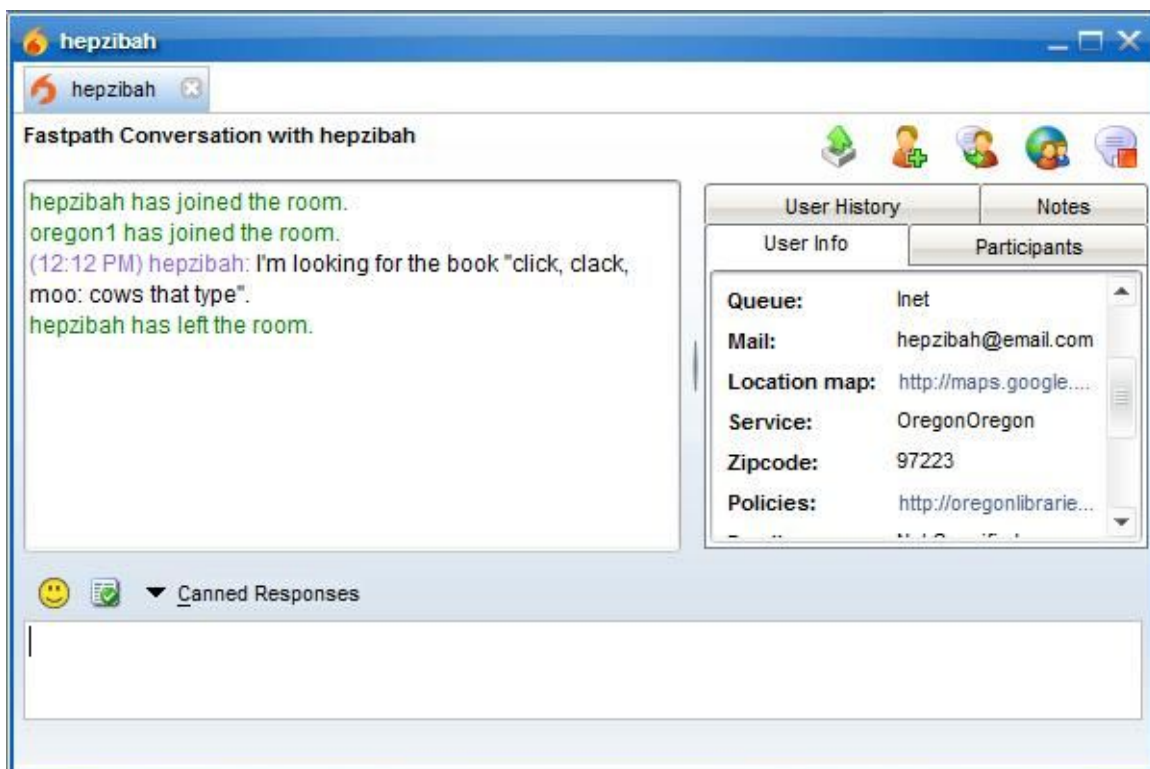 hepzibah
hepzibah
Fastpath Conversation with hepzibah
hepzibah has joined the room.
oregon1 has joined the room.
(12:12 PM) hepzibah: I'm looking for the book "click, clack,
moo: cows that type".
hepzibah has left the room.
User History Notes
User Info Participants
Queue: Inet
Mail: hepzibah@email.com
Location map: http://maps.google....
Service: OregonOregon
Zipcode: 97223
Policies: http://oregonlibrarie...
Canned Responses